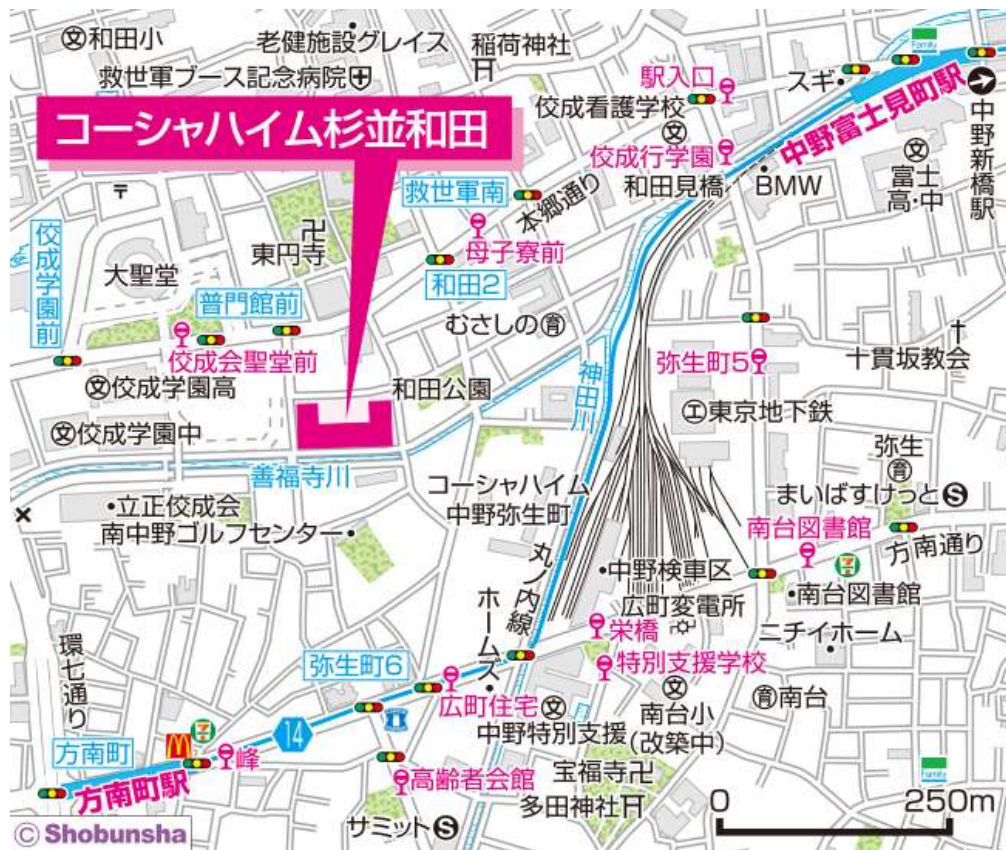 和田小
老健施設グレイス
稲荷神社
Family
救世軍ブース記念病院
駅入口
スギ
佼成看護学校
中野富士見町駅
中野新橋駅
コーシャハイム杉並和田
佼成行学園
和田見橋
BMW
富士
高・中
救世軍南
本郷通り
母子寮前
佼成学園前
大聖堂
東円寺
和田2
普門館前
むさしの
佼成会聖堂前
弥生町5
十貫坂教会
佼成学園高
和田公園
神田川
東京地下鉄
佼成学園中
善福寺川
弥生
コーシャハイム
中野弥生町
まいばすけっと
立正佼成会
南中野ゴルフセンター
南台図書館
方南通り
丸ノ内線
中野検車区
7
南台図書館
環七通り
ホームズ
広町変電所
栄橋
ニチイホーム
弥生町6
特別支援学校
広町住宅
南台
14
中野特別支援
南台小
(改築中)
7
方南町
峰
方南町駅
高齢者会館
宝福寺
多田神社
Family
サミット
0
250m
© Shobunsha